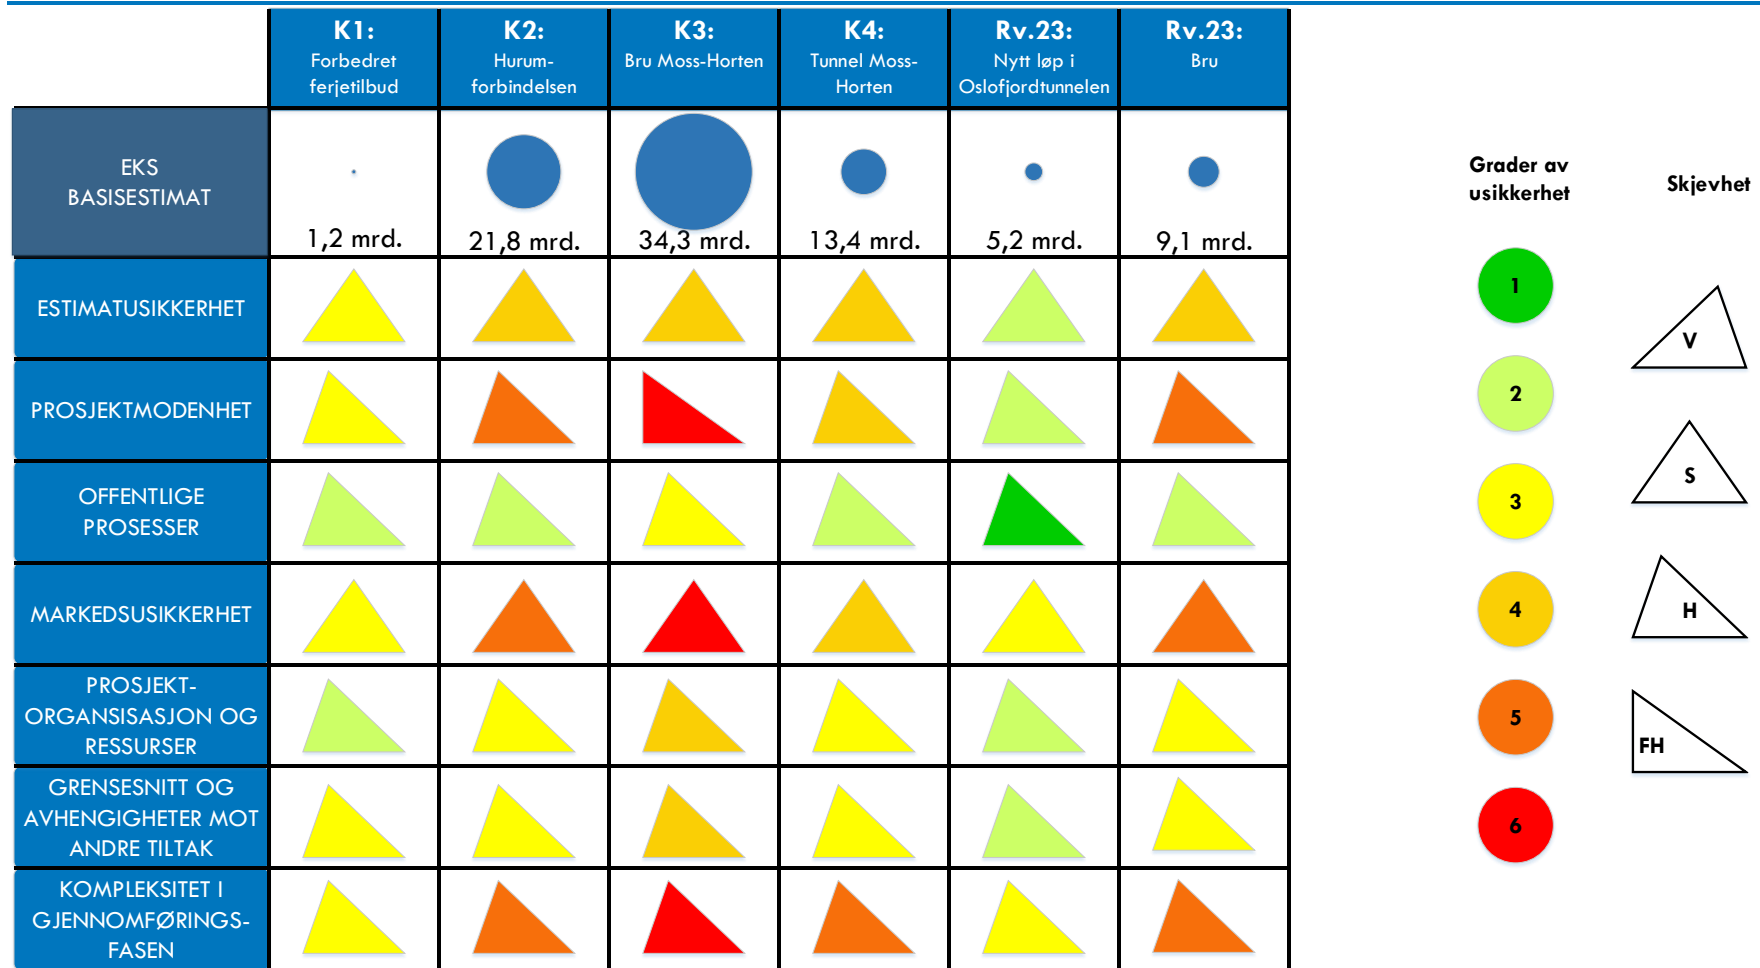 K1:
Forbedret
ferjetilbud
K2:
Hurum-
forbindelsen
K3:
Bru Moss-Horten
K4:
Tunnel Moss-
Horten
Rv.23:
Nytt løp i
Oslofjordtunnelen
Rv.23:
Bru
EKS
BASISESTIMAT
1,2 mrd.
21,8 mrd.
34,3 mrd.
13,4 mrd.
5,2 mrd.
9,1 mrd.
ESTIMATUSIKKERHET
PROSJEKTMODENHET
OFFENTLIGE
PROSESSER
MARKEDSUSIKKERHET
PROSJEKT-
ORGANSISASJON OG
RESSURSER
GRENSESNITT OG
AVHENGIGHETER MOT
ANDRE TILTAK
KOMPLEKSITET I
GJENNOMFØRINGS-
FASEN
Grader av
usikkerhet
1
2
3
4
5
6
Skjevhet
V
S
H
FH